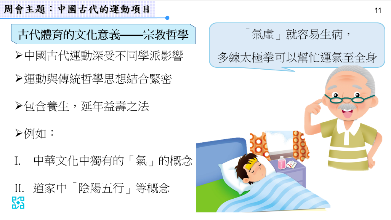 周會主題：中國古代的運動項目
11
古代體育的文化意義——宗教哲學
➢中國古代運動深受不同學派影響
➢運動與傳統哲學思想結合緊密
➢包含養生，延年益壽之法
➢例如：
I. 中華文化中獨有的「氣」的概念
II. 道家中「陰陽五行」等概念
「氣虛」就容易生病，
多練太極拳可以幫忙運氣至全身